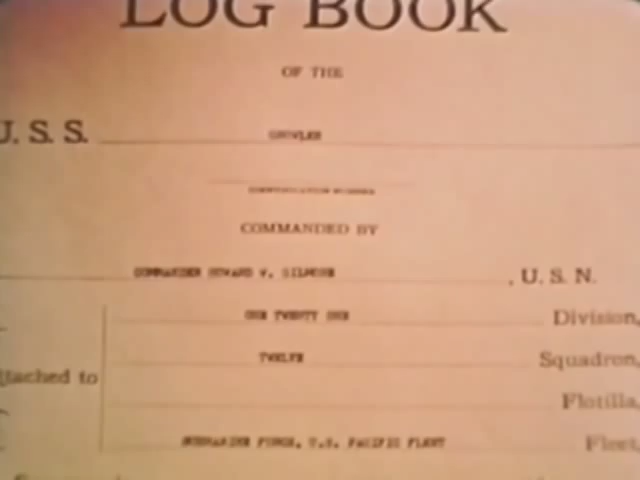 LOG BOOK
OF THE
U. S. S. GROWLER
COMMANDED BY
COMMANDER HOWARD W. GILMORE , U. S. N.
ONE TWENTY ONE Division,
TWELVE Squadron,
ttached to
Flotilla,
SUBMARINE FORCE, U.S. PACIFIC FLEET Fleet,